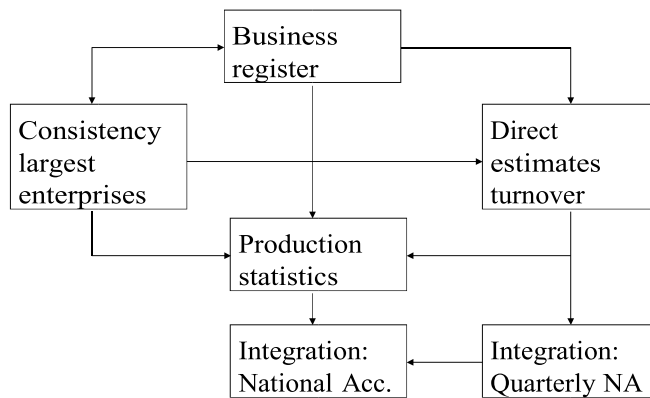 Business
register
Consistency
largest
enterprises
Direct
estimates
turnover
Production
statistics
Integration:
National Acc.
Integration:
Quarterly NA